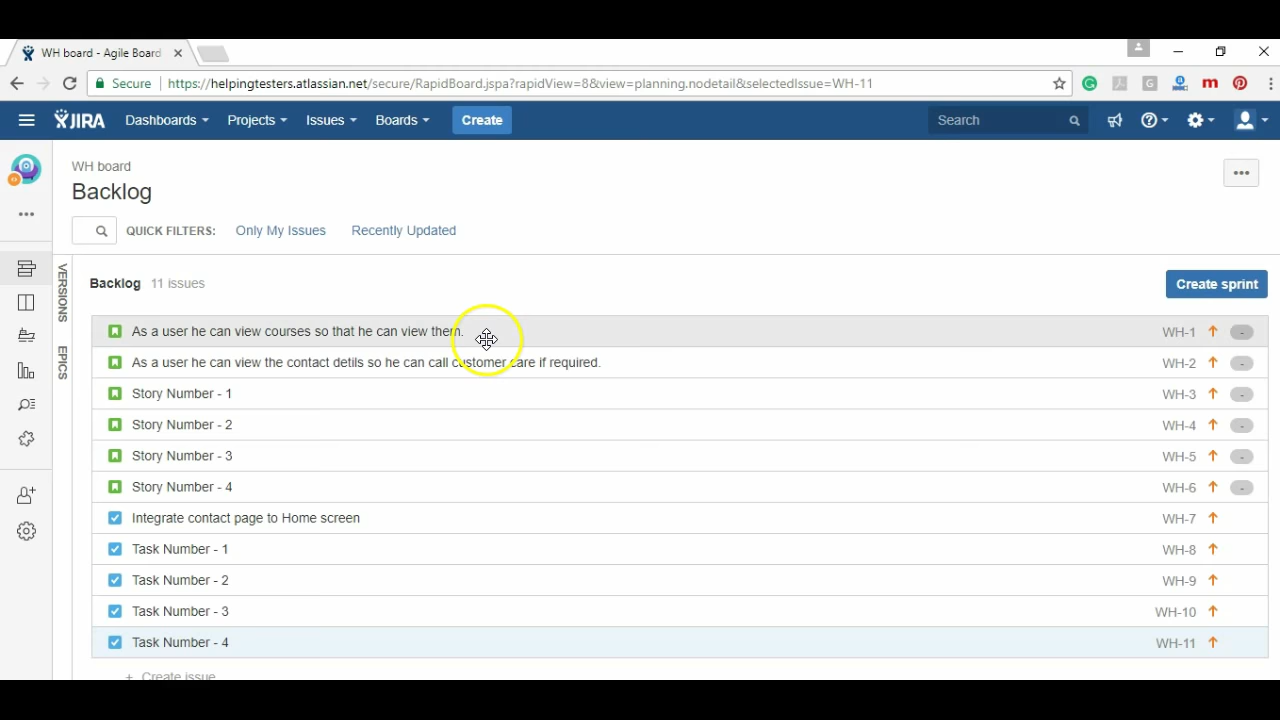 WH board - Agile Board
Secure https://helpingtesters.atlassian.net/secure/RapidBoard.jspa?rapidView=8&view=planning.nodetail&selectedIssue=WH-11
JIRA Dashboards Projects Issues Boards Create Search
WH board
Backlog
QUICK FILTERS: Only My Issues Recently Updated
VERSIONS
EPICS
Backlog 11 issues Create sprint
As a user he can view courses so that he can view them. WH-1
As a user he can view the contact detils so he can call customer care if required. WH-2
Story Number - 1 WH-3
Story Number - 2 WH-4
Story Number - 3 WH-5
Story Number - 4 WH-6
Integrate contact page to Home screen WH-7
Task Number - 1 WH-8
Task Number - 2 WH-9
Task Number - 3 WH-10
Task Number - 4 WH-11
+ Create issue